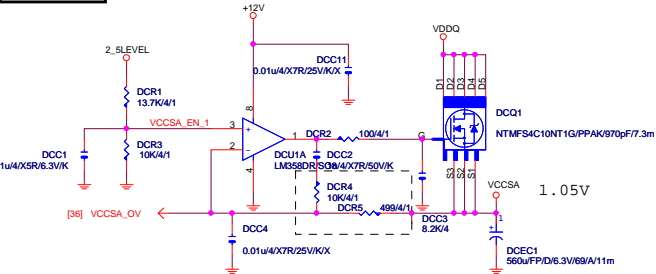 +12V
2_5LEVEL
VDDQ
DCC11
0.01u/4/X7R/25V/K/X
D1
D2
D3
D4
D5
DCR1
13.7K/4/1
8
DCQ1
VCCSA_EN_1
3
+
1
DCR2
100/4/1
G
NTMFS4C10NT1G/PPAK/970pF/7.3m
DCR3
10K/4/1
2
-
DCC1
1u/4/X5R/6.3V/K
DCU1A
DCC2
4
S3
S2
S1
DCR4
10K/4/1
VCCSA
1.05V
DCR5
499/4/1
[36] VCCSA_OV
DCC3
8.2K/4
1
+
DCC4
0.01u/4/X7R/25V/K/X
DCEC1
560u/FP/D/6.3V/69/A/11m